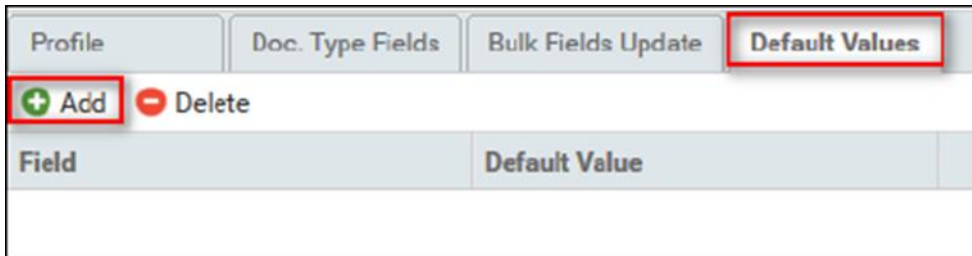 Profile Doc. Type Fields Bulk Fields Update Default Values
Add Delete
Field Default Value